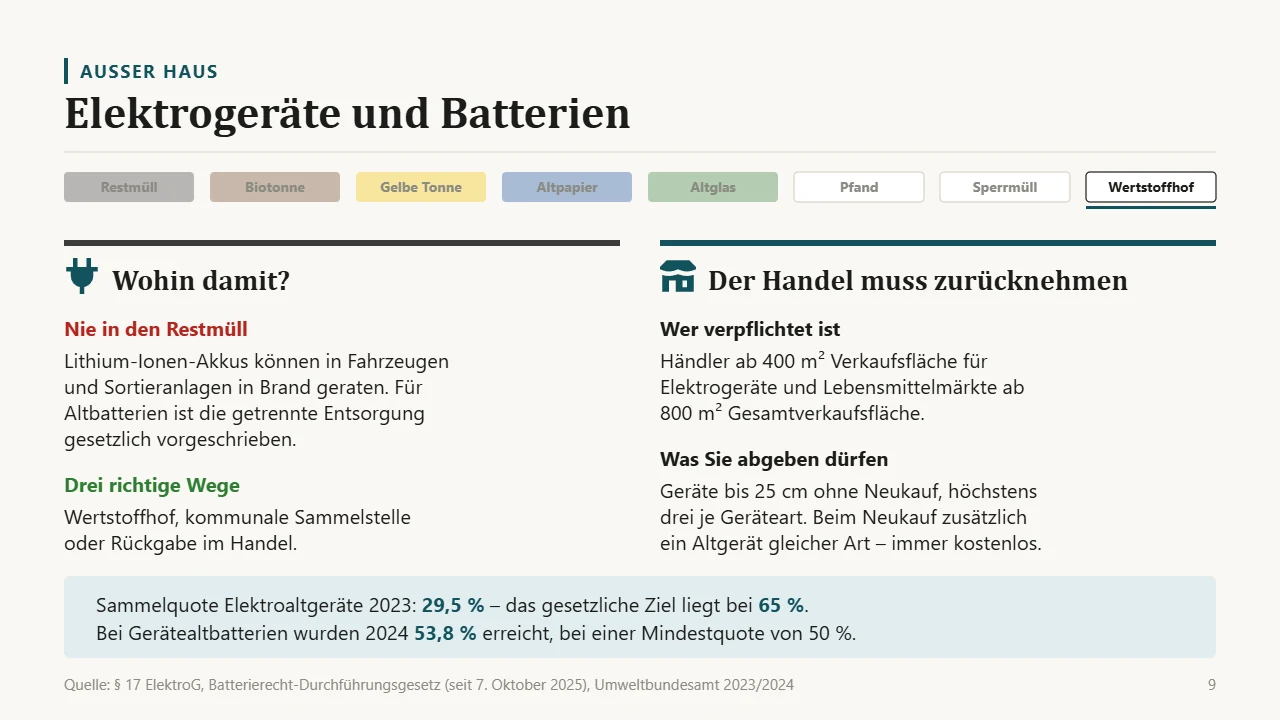 AUSSER HAUS
Elektrogeräte und Batterien
Restmüll
Biotonne
Gelbe Tonne
Altpapier
Altglas
Pfand
Sperrmüll
Wertstoffhof
Wohin damit?
Nie in den Restmüll
Lithium-Ionen-Akkus können in Fahrzeugen
und Sortieranlagen in Brand geraten. Für
Altbatterien ist die getrennte Entsorgung
gesetzlich vorgeschrieben.
Drei richtige Wege
Wertstoffhof, kommunale Sammelstelle
oder Rückgabe im Handel.
Der Handel muss zurücknehmen
Wer verpflichtet ist
Händler ab 400 m² Verkaufsfläche für
Elektrogeräte und Lebensmittelmärkte ab
800 m² Gesamtverkaufsfläche.
Was Sie abgeben dürfen
Geräte bis 25 cm ohne Neukauf, höchstens
drei je Geräteart. Beim Neukauf zusätzlich
ein Altgerät gleicher Art – immer kostenlos.
Sammelquote Elektroaltgeräte 2023: 29,5 % – das gesetzliche Ziel liegt bei 65 %.
Bei Gerätealtbatterien wurden 2024 53,8 % erreicht, bei einer Mindestquote von 50 %.
Quelle: § 17 ElektroG, Batterierecht-Durchführungsgesetz (seit 7. Oktober 2025), Umweltbundesamt 2023/2024
9